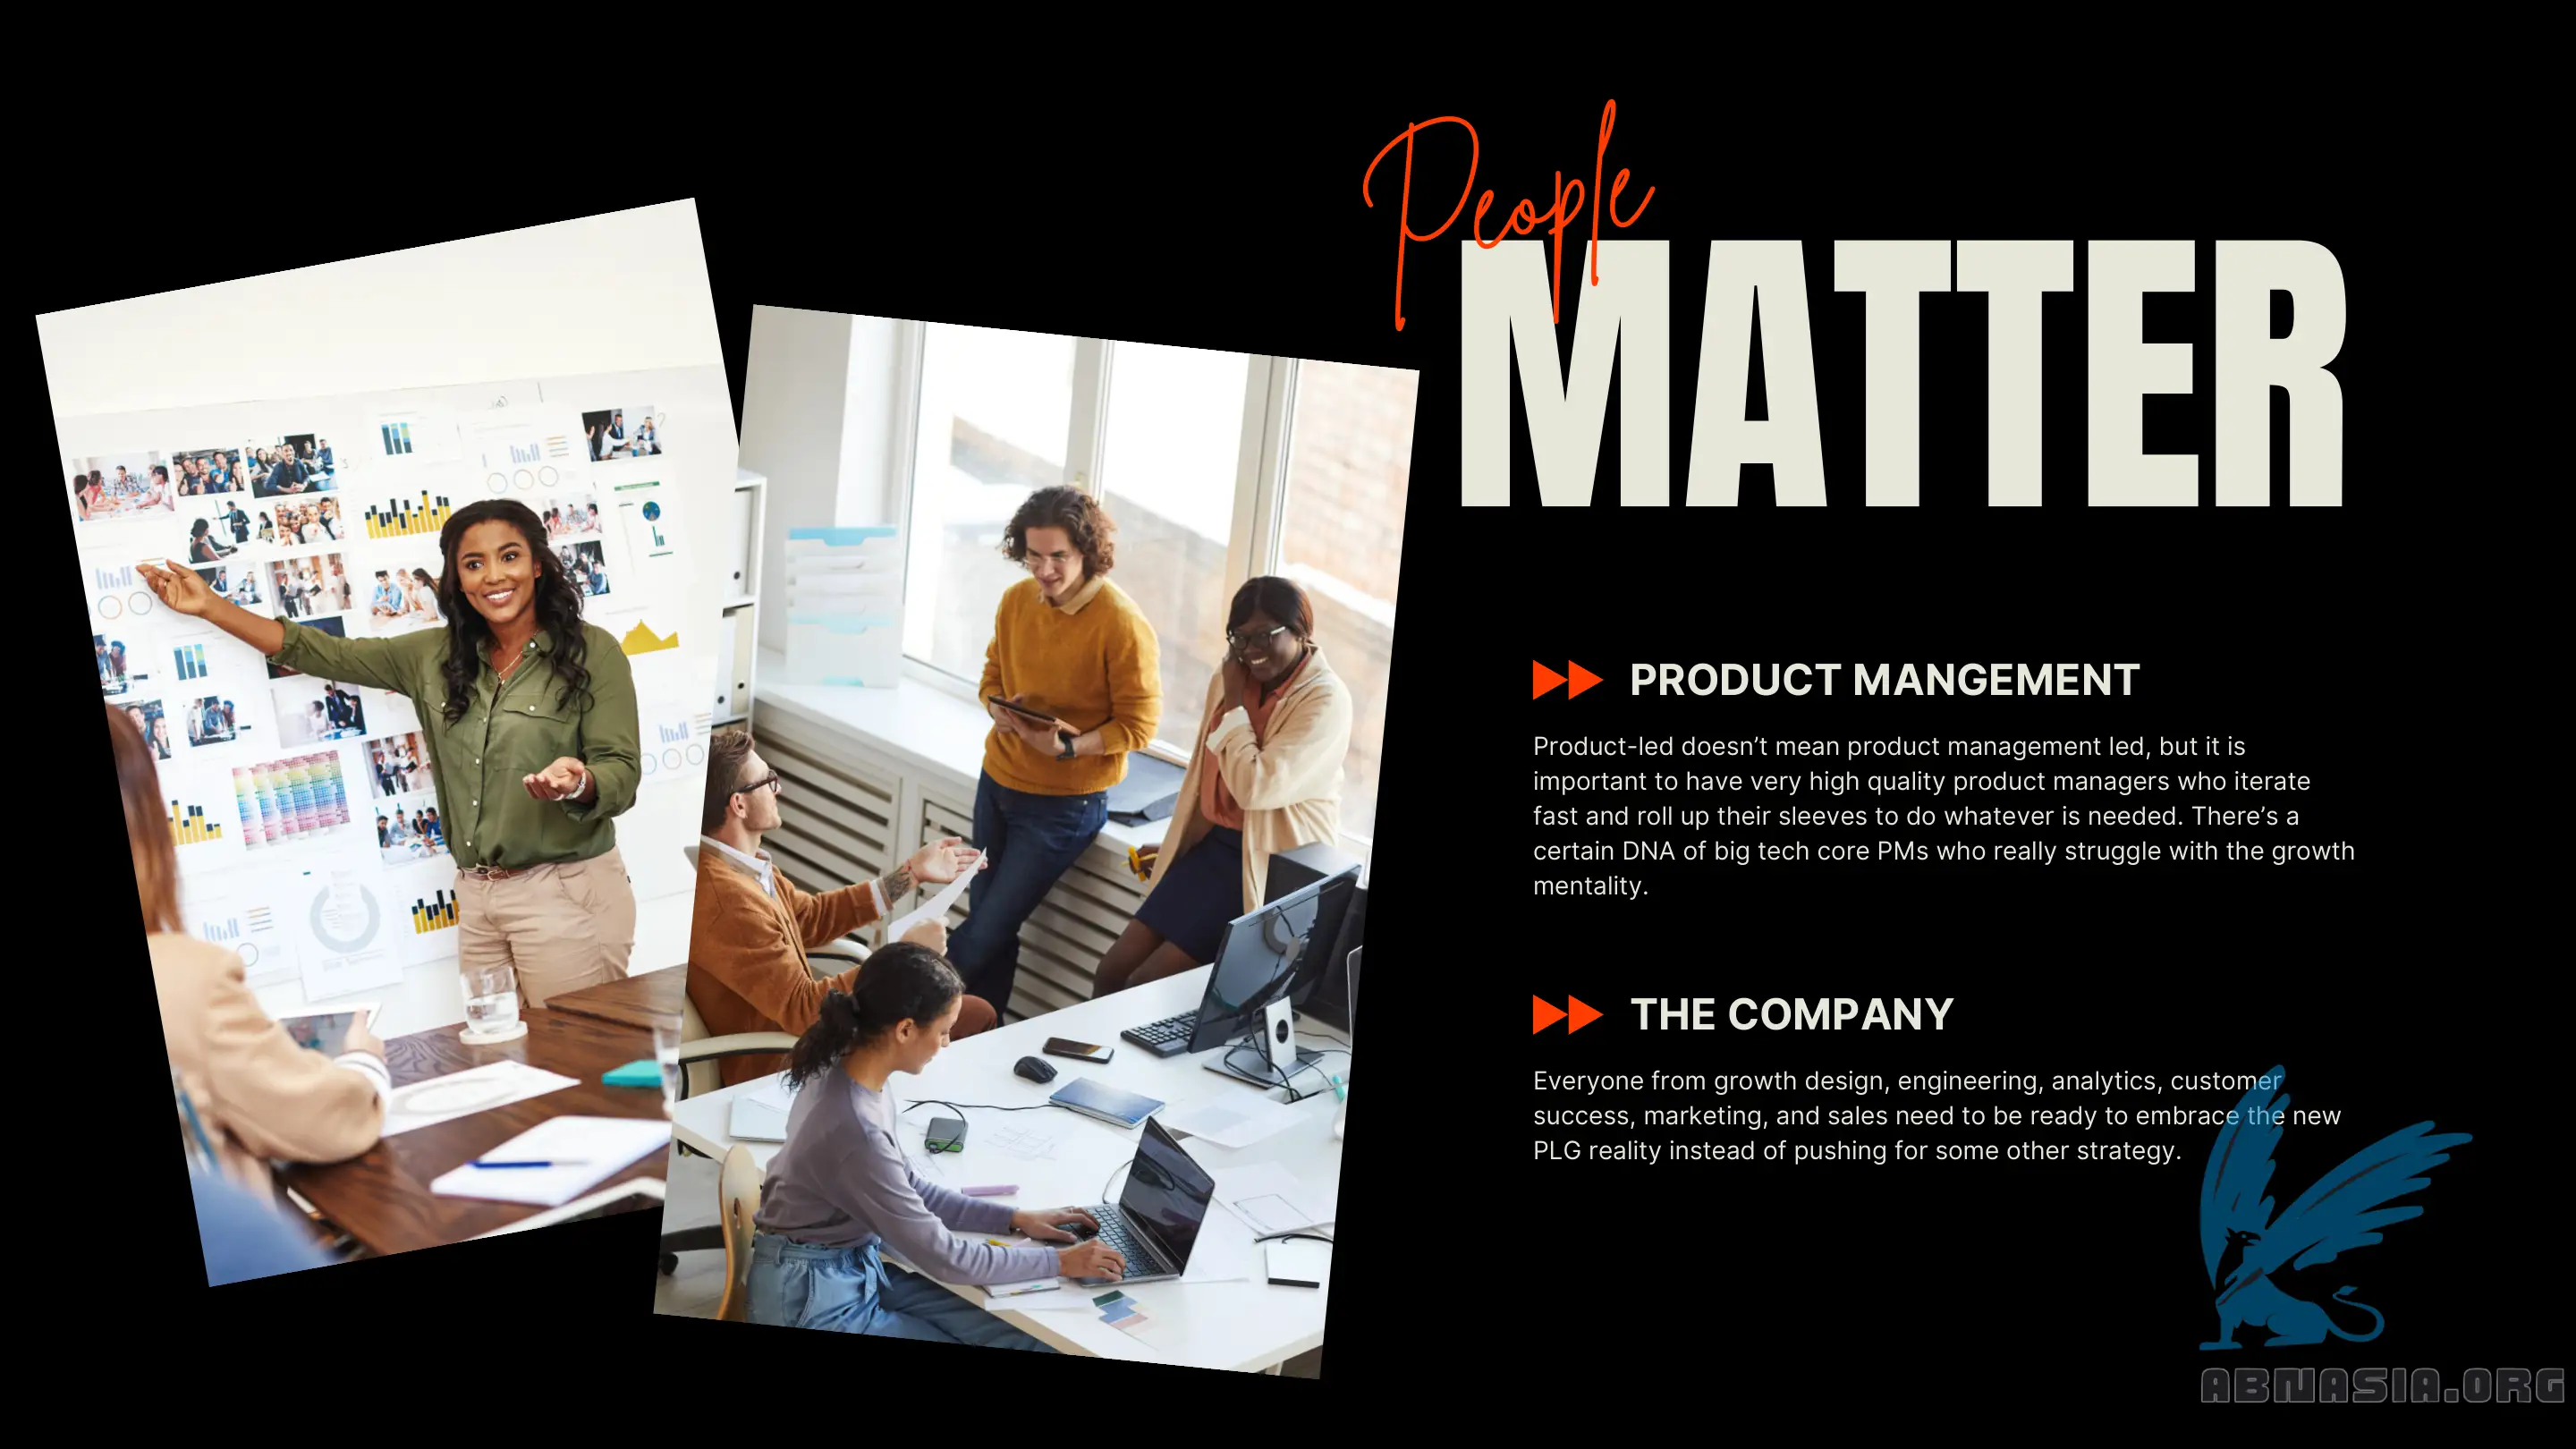 People
MATTER
PRODUCT MANGEMENT
Product-led doesn’t mean product management led, but it is
important to have very high quality product managers who iterate
fast and roll up their sleeves to do whatever is needed. There’s a
certain DNA of big tech core PMs who really struggle with the growth
mentality.
THE COMPANY
Everyone from growth design, engineering, analytics, customer
success, marketing, and sales need to be ready to embrace the new
PLG reality instead of pushing for some other strategy.
ABNASIA.ORG